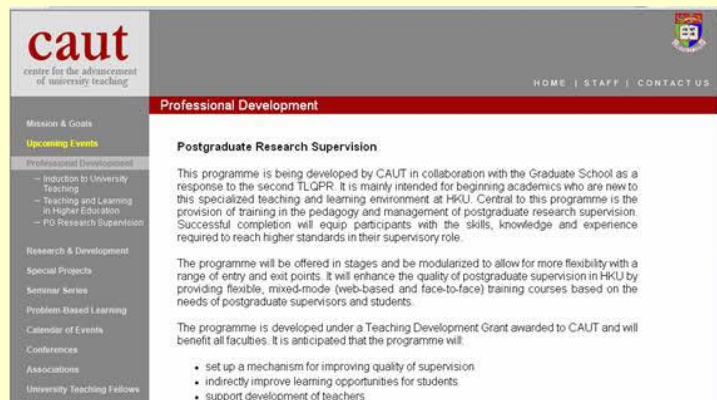 caut
centre for the advancement
of university teaching
HOME | STAFF | CONTACT US
Mission & Goals
Upcoming Events
Professional Development
– Induction to University
Teaching
– Teaching and Learning
in Higher Education
– PG Research Supervision
Research & Development
Special Projects
Seminar Series
Problem-Based Learning
Calendar of Events
Conferences
Associations
University Teaching Fellows
Professional Development
Postgraduate Research Supervision
This programme is being developed by CAUT in collaboration with the Graduate School as a
response to the second TLQPR. It is mainly intended for beginning academics who are new to
this specialized teaching and learning environment at HKU. Central to this programme is the
provision of training in the pedagogy and management of postgraduate research supervision.
Successful completion will equip participants with the skills, knowledge and experience
required to reach higher standards in their supervisory role.
The programme will be offered in stages and be modularized to allow for more flexibility with a
range of entry and exit points. It will enhance the quality of postgraduate supervision in HKU by
providing flexible, mixed-mode (web-based and face-to-face) training courses based on the
needs of postgraduate supervisors and students.
The programme is developed under a Teaching Development Grant awarded to CAUT and will
benefit all faculties. It is anticipated that the programme will:
• set up a mechanism for improving quality of supervision
• indirectly improve learning opportunities for students
• support development of teachers